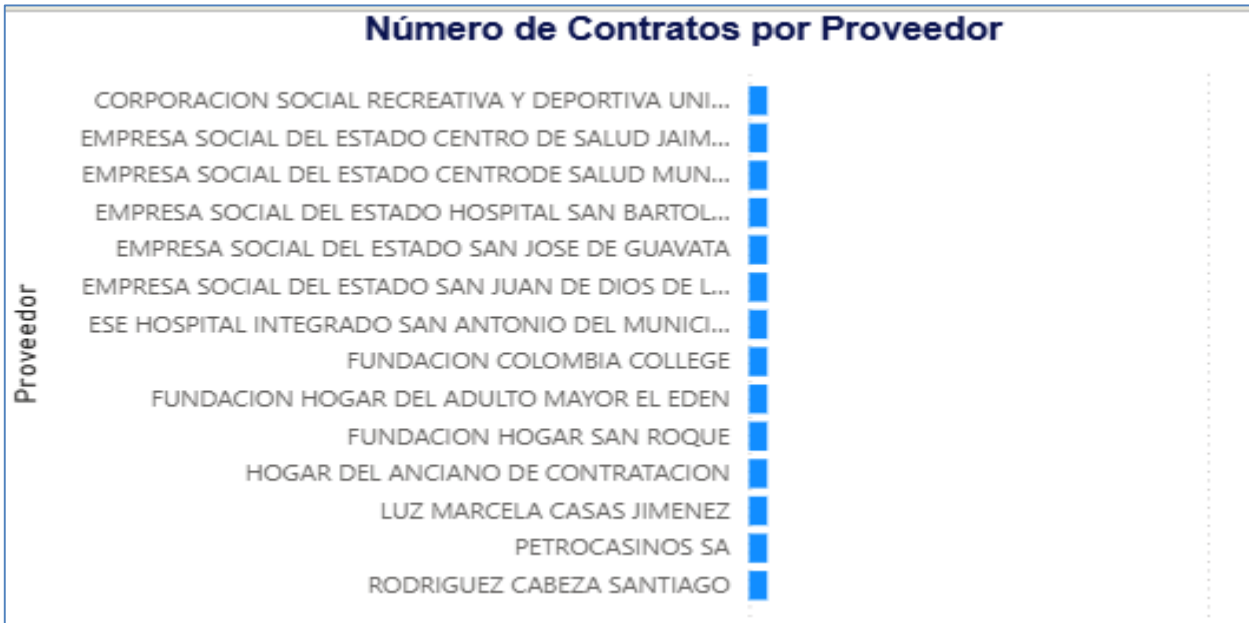 Número de Contratos por Proveedor
CORPORACION SOCIAL RECREATIVA Y DEPORTIVA UNI...
EMPRESA SOCIAL DEL ESTADO CENTRO DE SALUD JAIM...
EMPRESA SOCIAL DEL ESTADO CENTRODE SALUD MUN...
EMPRESA SOCIAL DEL ESTADO HOSPITAL SAN BARTOL...
EMPRESA SOCIAL DEL ESTADO SAN JOSE DE GUAVATA
EMPRESA SOCIAL DEL ESTADO SAN JUAN DE DIOS DE L...
ESE HOSPITAL INTEGRADO SAN ANTONIO DEL MUNICI...
FUNDACION COLOMBIA COLLEGE
FUNDACION HOGAR DEL ADULTO MAYOR EL EDEN
FUNDACION HOGAR SAN ROQUE
HOGAR DEL ANCIANO DE CONTRATACION
LUZ MARCELA CASAS JIMENEZ
PETROCASINOS SA
RODRIGUEZ CABEZA SANTIAGO
Proveedor